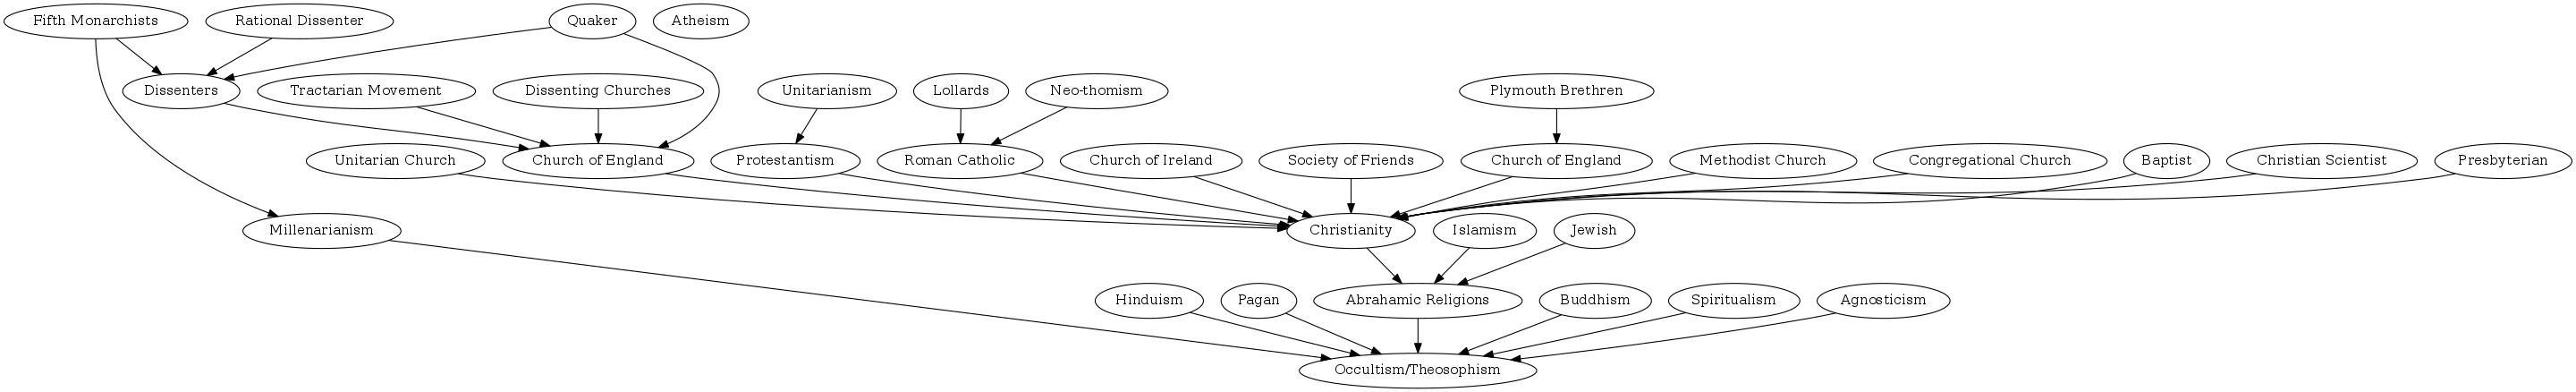 Fifth Monarchists
Rational Dissenter
Quaker
Atheism
Dissenters
Tractarian Movement
Dissenting Churches
Unitarianism
Lollards
Neo-thomism
Plymouth Brethren
Unitarian Church
Church of England
Protestantism
Roman Catholic
Church of Ireland
Society of Friends
Church of England
Methodist Church
Congregational Church
Baptist
Christian Scientist
Presbyterian
Millenarianism
Christianity
Islamism
Jewish
Hinduism
Pagan
Abrahamic Religions
Buddhism
Spiritualism
Agnosticism
Occultism/Theosophism